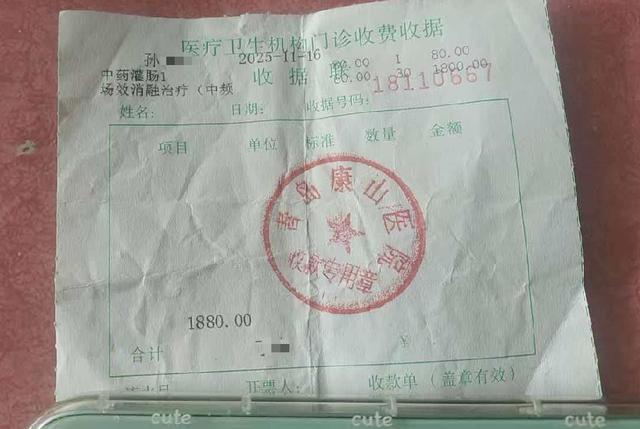 医疗卫生机构门诊收费收据
孙 2025-11-16
中药灌肠1 80.00 1 80.00
收据联
场效消融治疗（中频 60.00 30 1800.00
18110667
姓名： 日期： 收据号码：
项目 单位 标准 数量 金额
青岛康山医院
收款专用章
1880.00
合计 ¥
开票人： 收款单（盖章有效）
cute cute cute